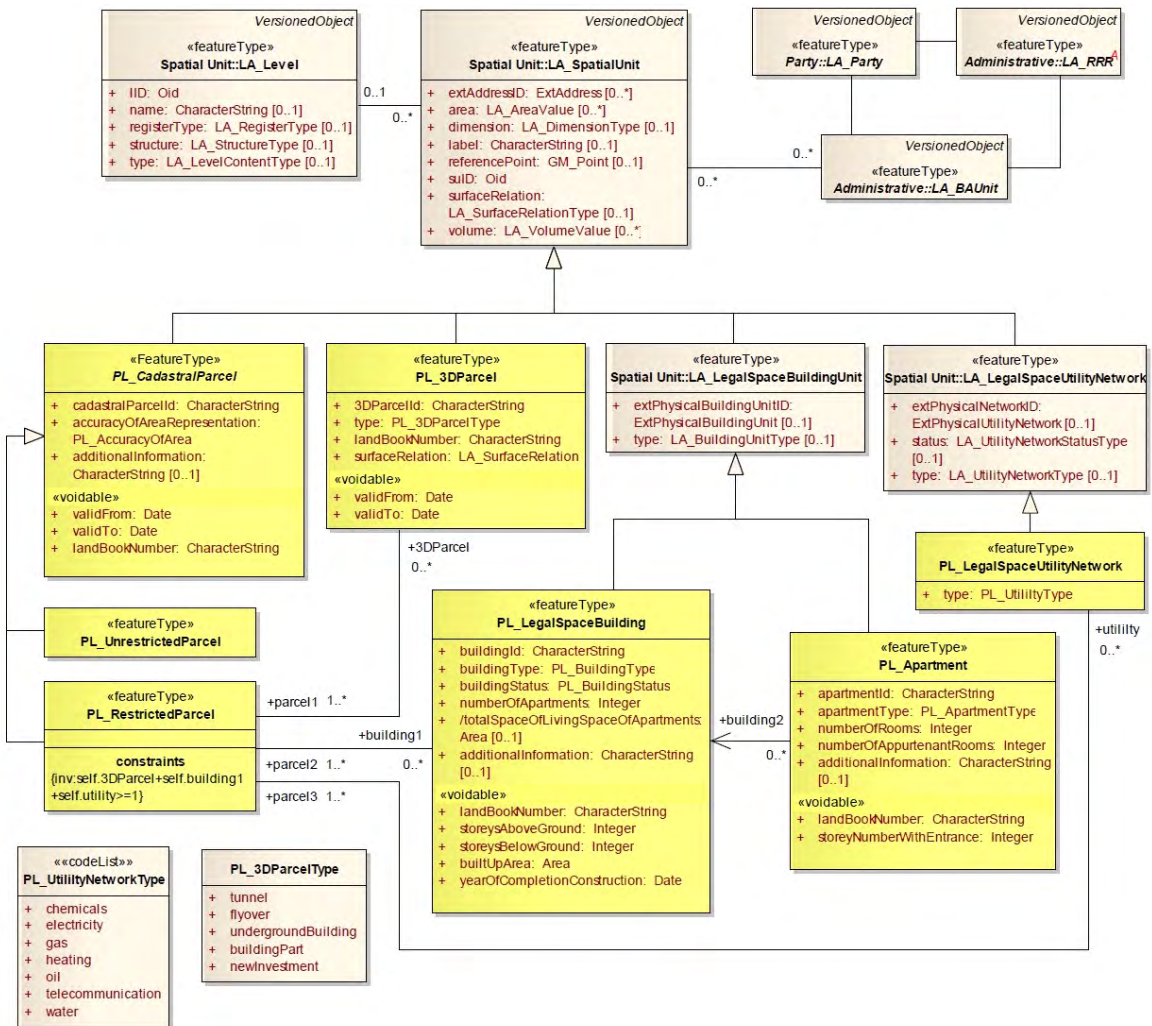 VersionedObject
«featureType»
Spatial Unit::LA_Level
+ lID: Oid
+ name: CharacterString [0..1]
+ registerType: LA_RegisterType [0..1]
+ structure: LA_StructureType [0..1]
+ type: LA_LevelContentType [0..1]
0..1
0..*
VersionedObject
«featureType»
Spatial Unit::LA_SpatialUnit
+ extAddressID: ExtAddress [0..*]
+ area: LA_AreaValue [0..*]
+ dimension: LA_DimensionType [0..1]
+ label: CharacterString [0..1]
+ referencePoint: GM_Point [0..1]
+ suID: Oid
+ surfaceRelation:
LA_SurfaceRelationType [0..1]
+ volume: LA_VolumeValue [0..*]
0..*
0..*
VersionedObject
«featureType»
Party::LA_Party
VersionedObject
«featureType»
Administrative::LA_RRR
A
VersionedObject
«featureType»
Administrative::LA_BAUnit
«FeatureType»
PL_CadastralParcel
+ cadastralParcelId: CharacterString
+ accuracyOfAreaRepresentation:
PL_AccuracyOfArea
+ additionalInformation:
CharacterString [0..1]
«voidable»
+ validFrom: Date
+ validTo: Date
+ landBookNumber: CharacterString
«featureType»
PL_3DParcel
+ 3DParcelId: CharacterString
+ type: PL_3DParcelType
+ landBookNumber: CharacterString
+ surfaceRelation: LA_SurfaceRelation
«voidable»
+ validFrom: Date
+ validTo: Date
«featureType»
Spatial Unit::LA_LegalSpaceBuildingUnit
+ extPhysicalBuildingUnitID:
ExtPhysicalBuildingUnit [0..1]
+ type: LA_BuildingUnitType [0..1]
«featureType»
Spatial Unit::LA_LegalSpaceUtilityNetwork
+ extPhysicalNetworkID:
ExtPhysicalUtilityNetwork [0..1]
+ status: LA_UtilityNetworkStatusType
[0..1]
+ type: LA_UtilityNetworkType [0..1]
«featureType»
PL_LegalSpaceUtilityNetwork
+ type: PL_UtililtyType
+utililty
0..*
+3DParcel
0..*
«featureType»
PL_UnrestrictedParcel
«featureType»
PL_RestrictedParcel
constraints
{inv:self.3DParcel+self.building1
+self.utility>=1}
+parcel1 1..*
+building1
+parcel2 1..*
0..*
+parcel3 1..*
«featureType»
PL_LegalSpaceBuilding
+ buildingId: CharacterString
+ buildingType: PL_BuildingType
+ buildingStatus: PL_BuildingStatus
+ numberOfApartments: Integer
+ /totalSpaceOfLivingSpaceOfApartments:
Area [0..1]
+ additionalInformation: CharacterString
[0..1]
«voidable»
+ landBookNumber: CharacterString
+ storeysAboveGround: Integer
+ storeysBelowGround: Integer
+ builtUpArea: Area
+ yearOfCompletionConstruction: Date
+building2
0..*
«featureType»
PL_Apartment
+ apartmentId: CharacterString
+ apartmentType: PL_ApartmentType
+ numberOfRooms: Integer
+ numberOfAppurtenantRooms: Integer
+ additionalInformation: CharacterString
[0..1]
«voidable»
+ landBookNumber: CharacterString
+ storeyNumberWithEntrance: Integer
««codeList»»
PL_UtililtyNetworkType
+ chemicals
+ electricity
+ gas
+ heating
+ oil
+ telecommunication
+ water
PL_3DParcelType
+ tunnel
+ flyover
+ undergroundBuilding
+ buildingPart
+ newInvestment